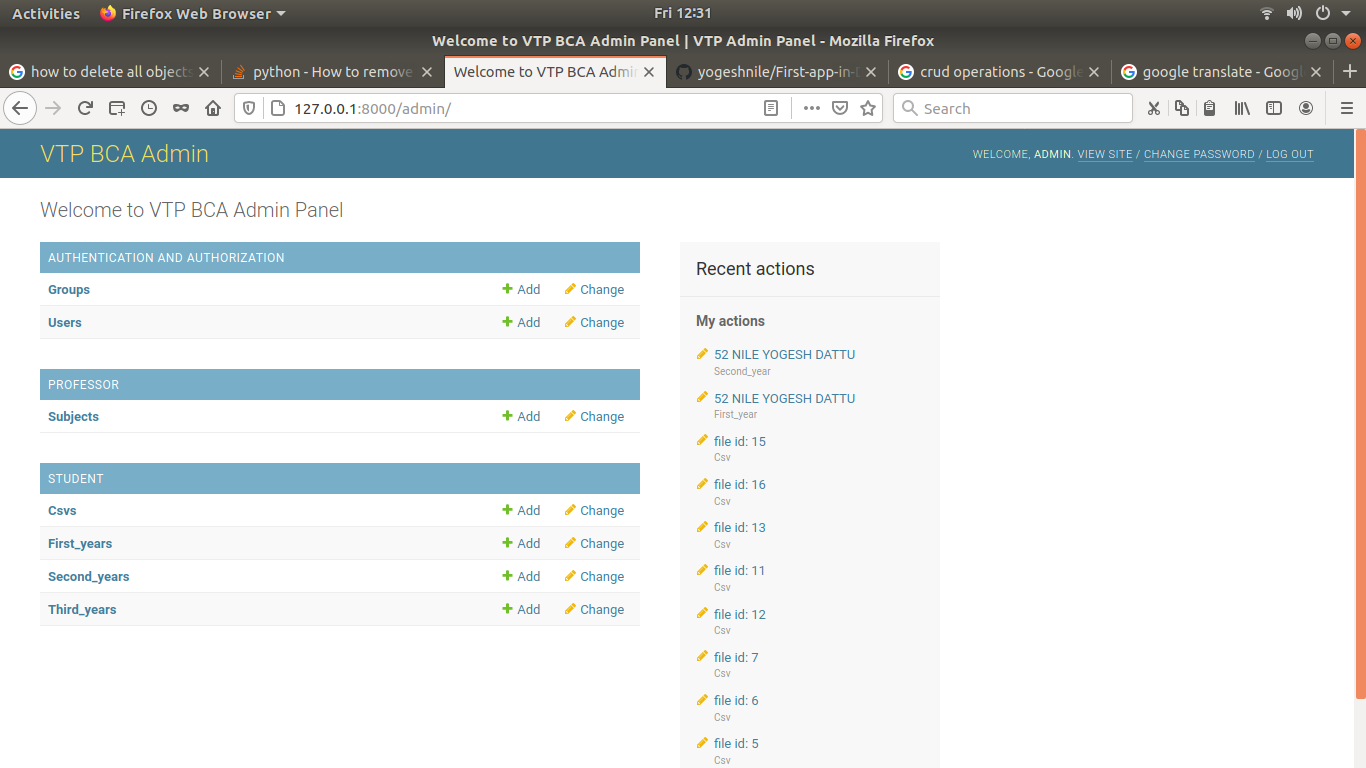 Activities Firefox Web Browser Fri 12:31
Welcome to VTP BCA Admin Panel | VTP Admin Panel - Mozilla Firefox
how to delete all objects python - How to remove Welcome to VTP BCA Admin yogeshnile/First-app-in- crud operations - Google google translate - Googl
127.0.0.1:8000/admin/ Search
VTP BCA Admin WELCOME, ADMIN. VIEW SITE / CHANGE PASSWORD / LOG OUT
Welcome to VTP BCA Admin Panel
AUTHENTICATION AND AUTHORIZATION
Groups Add Change
Users Add Change
PROFESSOR
Subjects Add Change
STUDENT
Csvs Add Change
First_years Add Change
Second_years Add Change
Third_years Add Change
Recent actions
My actions
52 NILE YOGESH DATTU
Second_year
52 NILE YOGESH DATTU
First_year
file id: 15
Csv
file id: 16
Csv
file id: 13
Csv
file id: 11
Csv
file id: 12
Csv
file id: 7
Csv
file id: 6
Csv
file id: 5
Csv